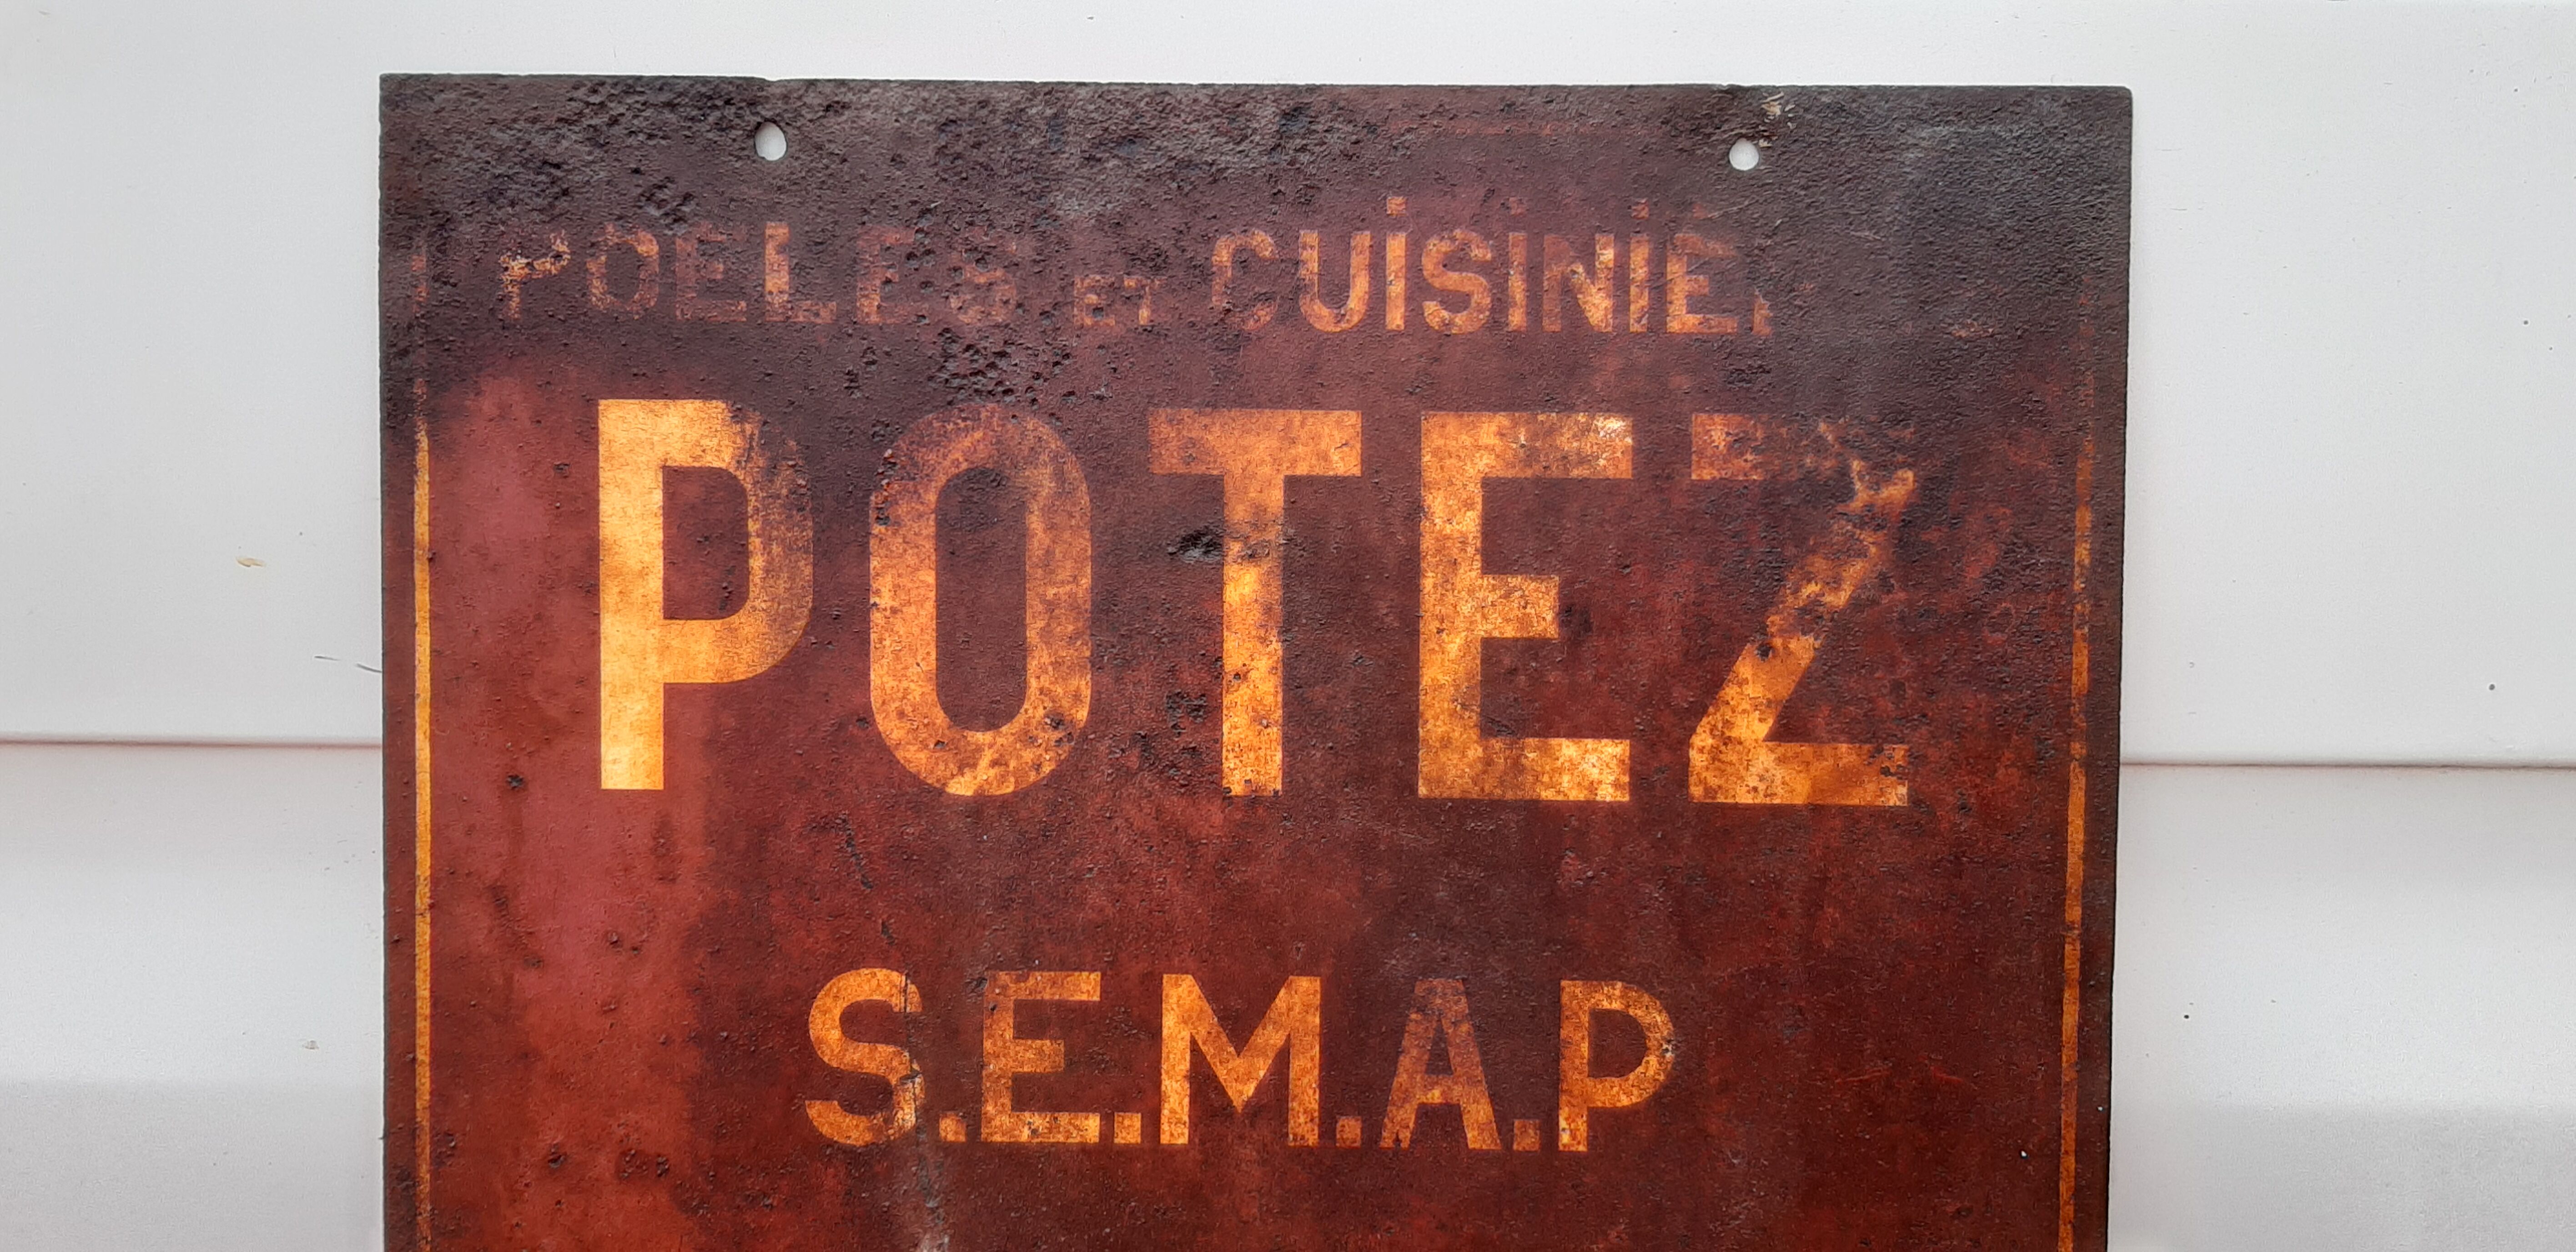 POELES ET CUISINIE
POTEZ
S.E.M.A.P